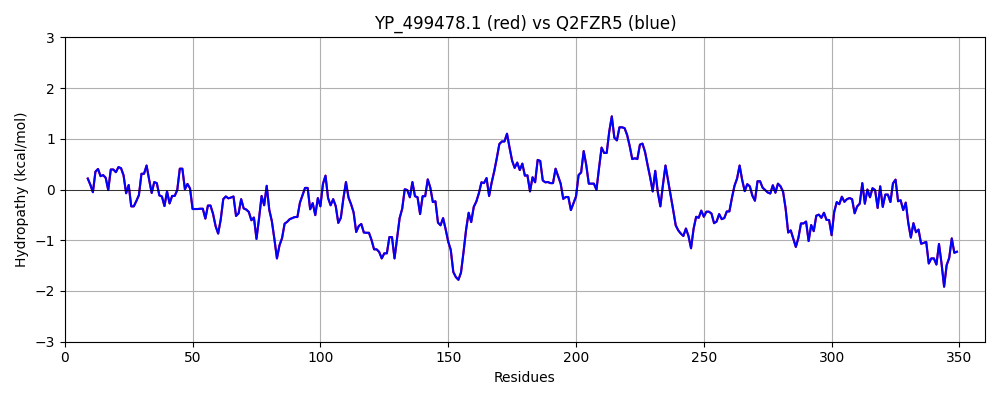 YP_499478.1 (red) vs Q2FZR5 (blue)
Hydropathy (kcal/mol)
3
2
1
0
−1
−2
−3
0 50 100 150 200 250 300 350
Residues